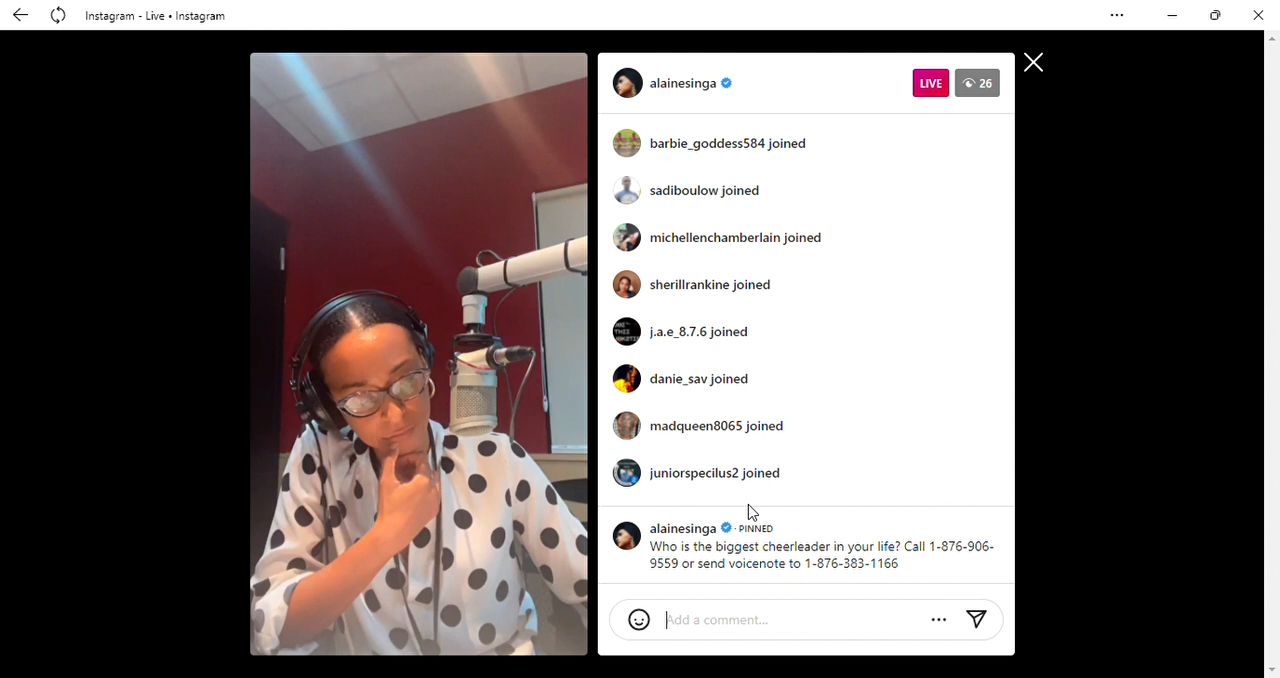 Instagram - Live • Instagram
alainesinga
LIVE
26
barbie_goddess584 joined
sadiboulow joined
michellenchamberlain joined
sherillrankine joined
j.a.e_8.7.6 joined
danie_sav joined
madqueen8065 joined
juniorspecilus2 joined
alainesinga · PINNED
Who is the biggest cheerleader in your life? Call 1-876-906-
9559 or send voicenote to 1-876-383-1166
Add a comment...